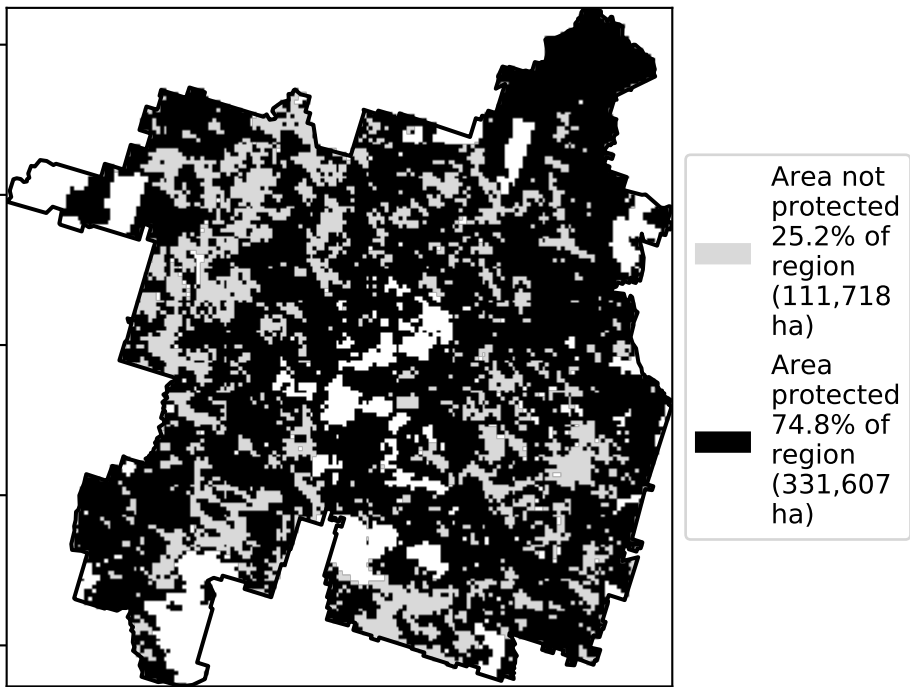 Area not
protected
25.2% of
region
(111,718
ha)
Area
protected
74.8% of
region
(331,607
ha)